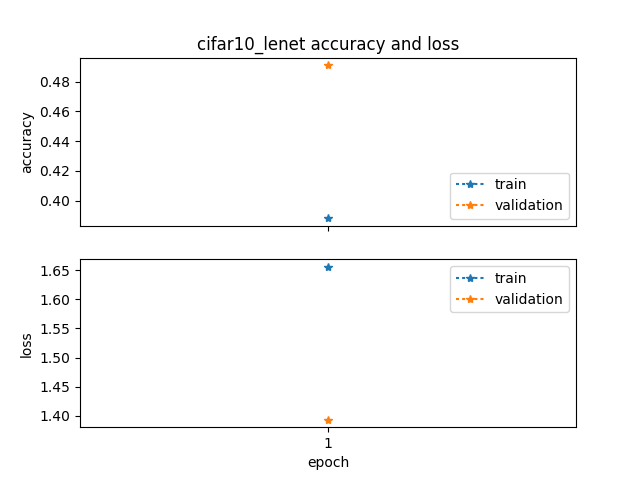 cifar10_lenet accuracy and loss
0.48
0.46
0.44
0.42
0.40
accuracy
train
validation
1.65
1.60
1.55
1.50
1.45
1.40
loss
train
validation
1
epoch